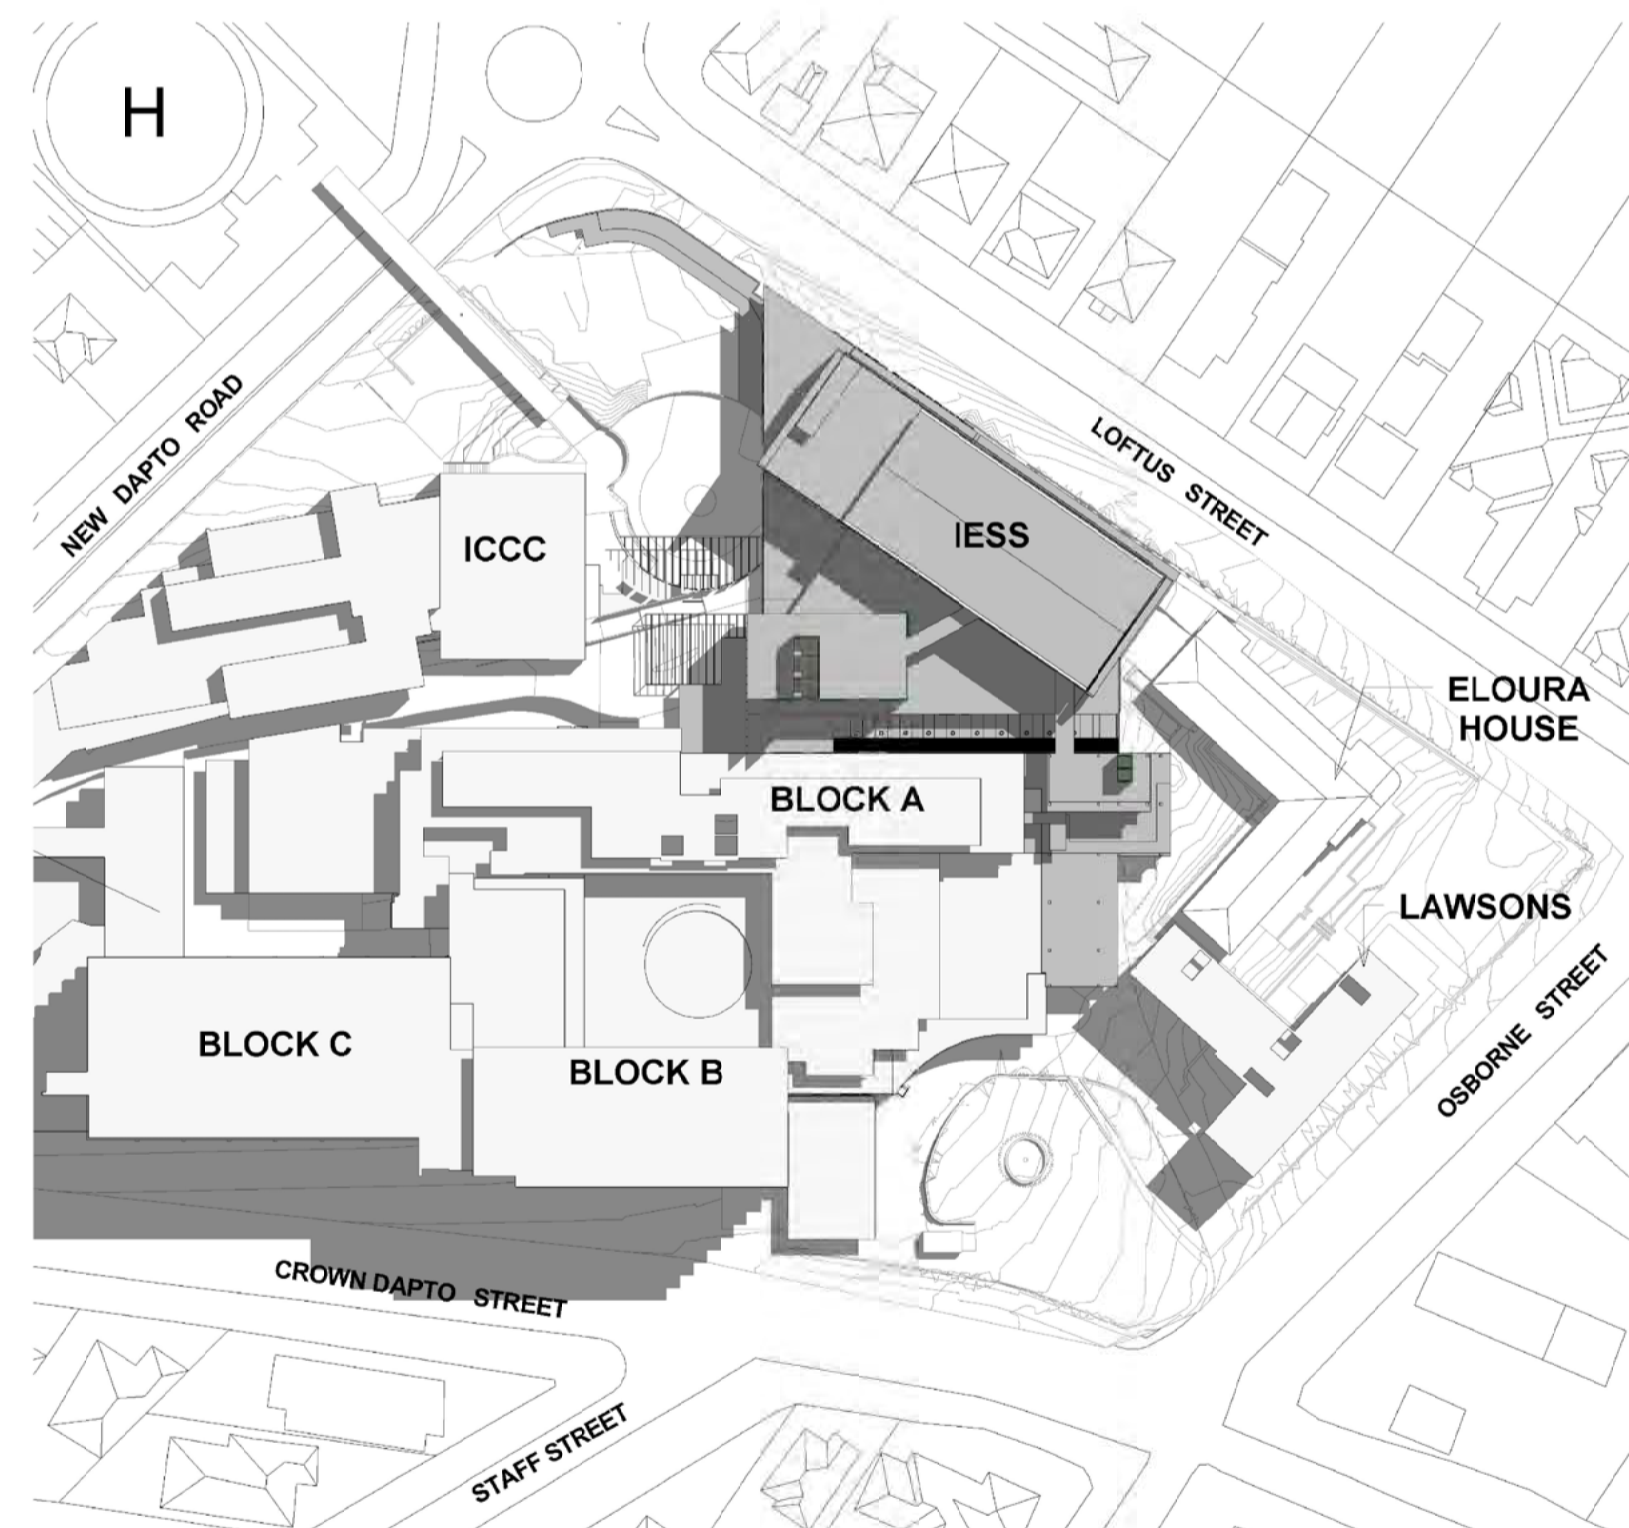 H
NEW DAPTO ROAD
LOFTUS STREET
ICCC
IESS
ELOURA
HOUSE
BLOCK A
LAWSONS
OSBORNE STREET
BLOCK C
BLOCK B
CROWN DAPTO STREET
STAFF STREET